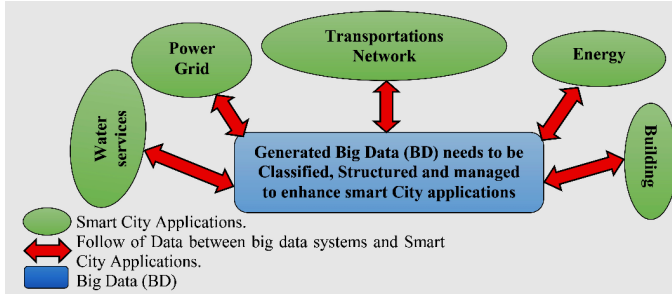 Transportations
Network
Power
Grid
Energy
Water
services
Building
Generated Big Data (BD) needs to be
Classified, Structured and managed
to enhance smart City applications
Smart City Applications.
Follow of Data between big data systems and Smart
City Applications.
Big Data (BD)